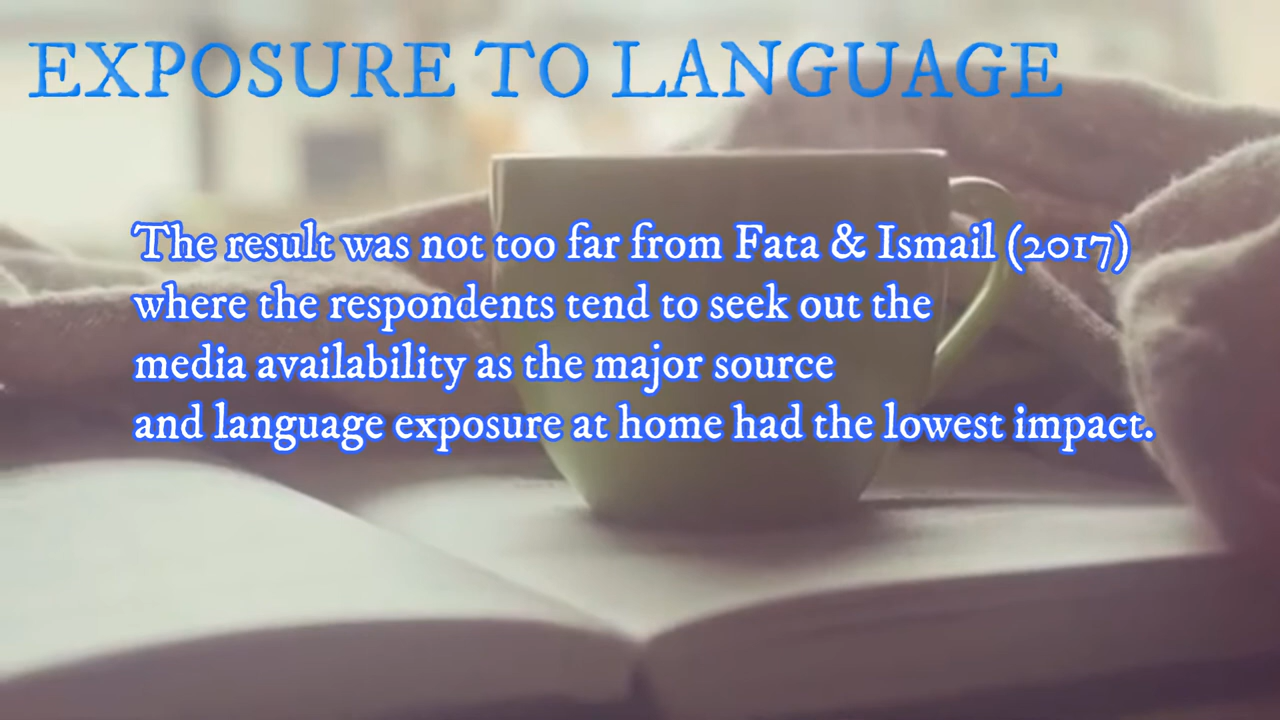 EXPOSURE TO LANGUAGE
The result was not too far from Fata & Ismail (2017)
where the respondents tend to seek out the
media availability as the major source
and language exposure at home had the lowest impact.